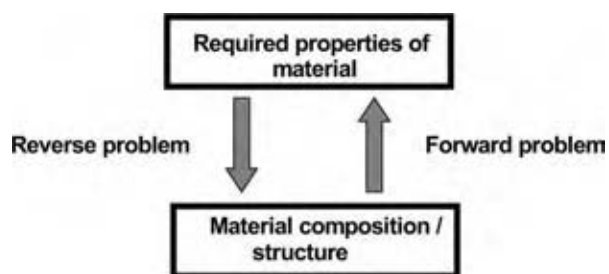 Required properties of
material
Reverse problem
Forward problem
Material composition /
structure